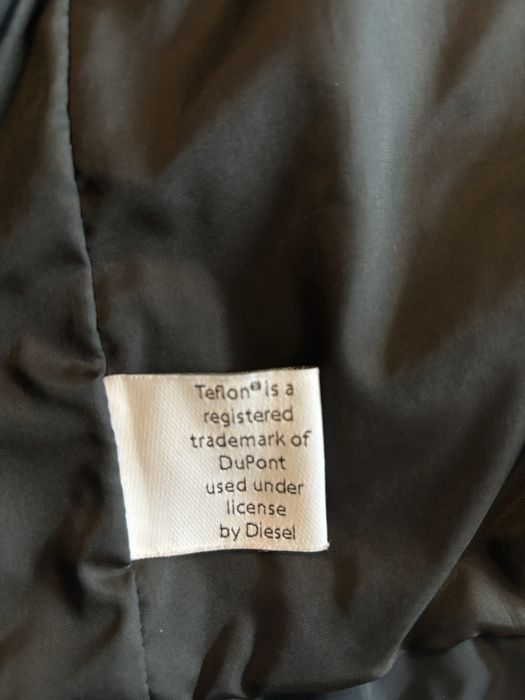 Teflon® is a
registered
trademark of
DuPont
used under
license
by Diesel